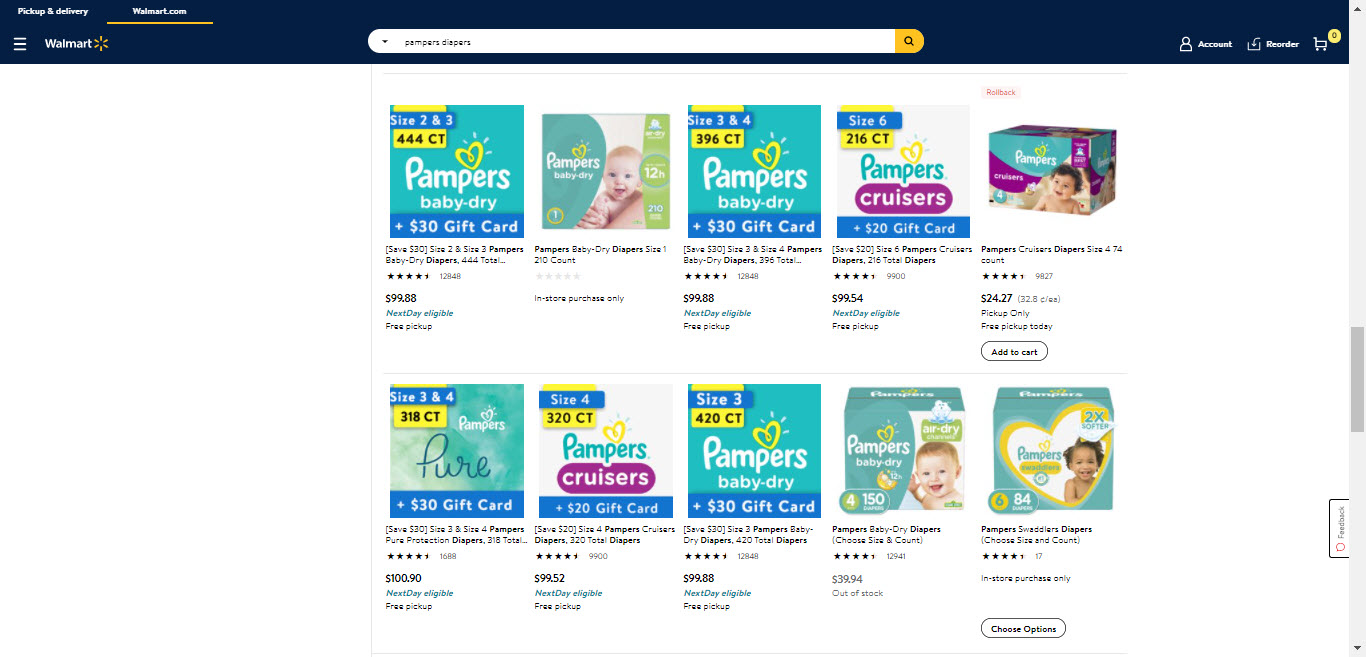 Pickup & delivery
Walmart.com
Walmart
pampers diapers
Account
Reorder
0
Rollback
Size 2 & 3
444 CT
Pampers
baby-dry
+ $30 Gift Card
Pampers
baby-dry
air-dry
12h
1
210
Size 3 & 4
396 CT
Pampers
baby-dry
+ $30 Gift Card
Size 6
216 CT
Pampers
cruisers
+ $20 Gift Card
Pampers
cruisers
4
[Save $30] Size 2 & Size 3 Pampers
Baby-Dry Diapers, 444 Total...
12848
$99.88
NextDay eligible
Free pickup
Pampers Baby-Dry Diapers Size 1
210 Count
In-store purchase only
[Save $30] Size 3 & Size 4 Pampers
Baby-Dry Diapers, 396 Total...
12848
$99.88
NextDay eligible
Free pickup
[Save $20] Size 6 Pampers Cruisers
Diapers, 216 Total Diapers
9900
$99.54
NextDay eligible
Free pickup
Pampers Cruisers Diapers Size 4 74
count
9827
$24.27 (32.8 ¢/ea)
Pickup Only
Free pickup today
Add to cart
Size 3 & 4
318 CT
Pampers
Pure
+ $30 Gift Card
Size 4
320 CT
Pampers
cruisers
+ $20 Gift Card
Size 3
420 CT
Pampers
baby-dry
+ $30 Gift Card
Pampers
air-dry
channels
Pampers
baby-dry
12h
4 150
DIAPERS
Pampers
2X
SOFTER
Pampers
swaddlers
6 84
DIAPERS
[Save $30] Size 3 & Size 4 Pampers
Pure Protection Diapers, 318 Total...
1688
$100.90
NextDay eligible
Free pickup
[Save $20] Size 4 Pampers Cruisers
Diapers, 320 Total Diapers
9900
$99.52
NextDay eligible
Free pickup
[Save $30] Size 3 Pampers Baby-
Dry Diapers, 420 Total Diapers
12848
$99.88
NextDay eligible
Free pickup
Pampers Baby-Dry Diapers
(Choose Size & Count)
12941
$39.94
Out of stock
Pampers Swaddlers Diapers
(Choose Size and Count)
17
In-store purchase only
Choose Options
Feedback